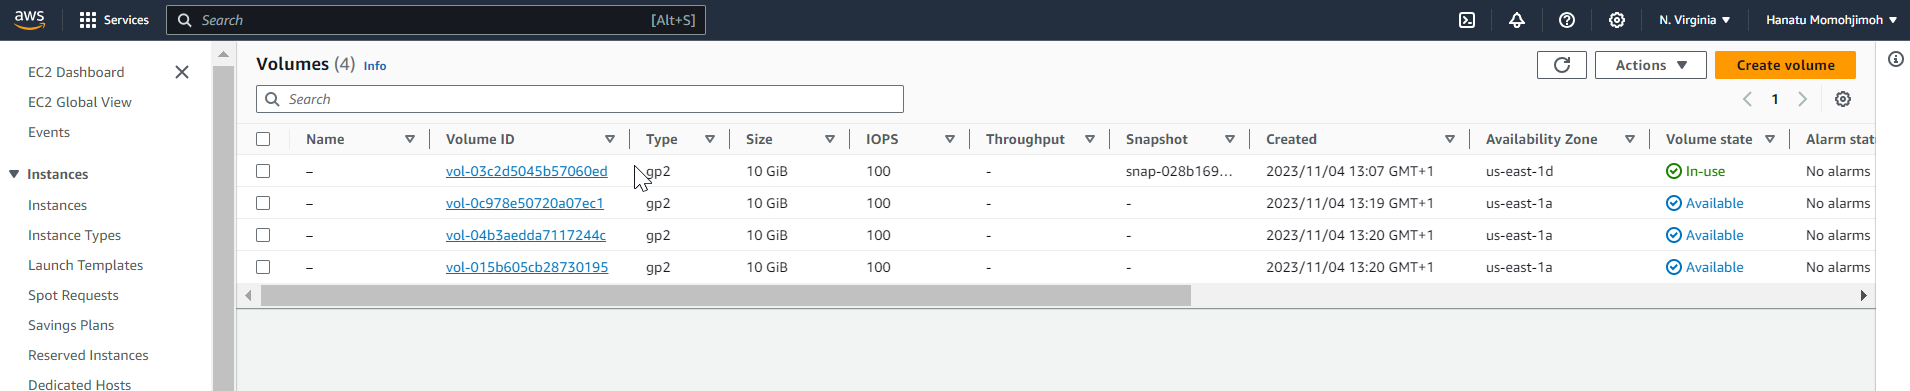 aws Services Search [Alt+S] N. Virginia Hanatu Momohjimoh
EC2 Dashboard
EC2 Global View
Events
Instances
Instances
Instance Types
Launch Templates
Spot Requests
Savings Plans
Reserved Instances
Dedicated Hosts
Volumes (4) Info Actions Create volume
Search 1
Name Volume ID Type Size IOPS Throughput Snapshot Created Availability Zone Volume state Alarm stat
– vol-03c2d5045b57060ed gp2 10 GiB 100 - snap-028b169... 2023/11/04 13:07 GMT+1 us-east-1d In-use No alarms
– vol-0c978e50720a07ec1 gp2 10 GiB 100 - - 2023/11/04 13:19 GMT+1 us-east-1a Available No alarms
– vol-04b3aedda7117244c gp2 10 GiB 100 - - 2023/11/04 13:20 GMT+1 us-east-1a Available No alarms
– vol-015b605cb28730195 gp2 10 GiB 100 - - 2023/11/04 13:20 GMT+1 us-east-1a Available No alarms